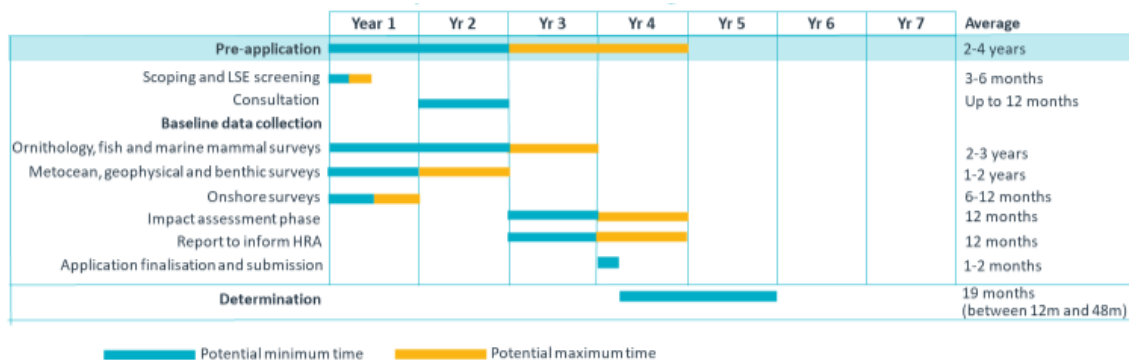 Year 1 Yr 2 Yr 3 Yr 4 Yr 5 Yr 6 Yr 7 Average
Pre-application 2-4 years
Scoping and LSE screening 3-6 months
Consultation Up to 12 months
Baseline data collection
Ornithology, fish and marine mammal surveys 2-3 years
Metocean, geophysical and benthic surveys 1-2 years
Onshore surveys 6-12 months
Impact assessment phase 12 months
Report to inform HRA 12 months
Application finalisation and submission 1-2 months
Determination 19 months
(between 12m and 48m)
Potential minimum time Potential maximum time